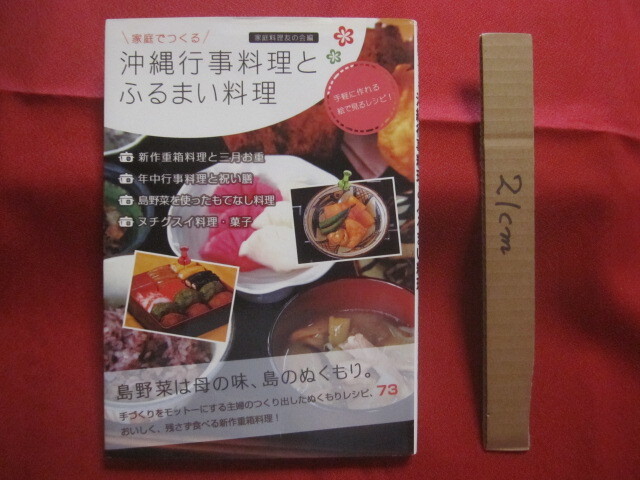 家庭でつくる
家庭料理友の会編
沖縄行事料理と
ふるまい料理
手軽に作れる
絵で見るレシピ！
新作重箱料理と三月お重
年中行事料理と祝い膳
島野菜を使ったもてなし料理
ヌチグスイ料理・菓子
島野菜は母の味、島のぬくもり。
手づくりをモットーにする主婦のつくり出したぬくもりレシピ、73
おいしく、残さず食べる新作重箱料理！
21cm